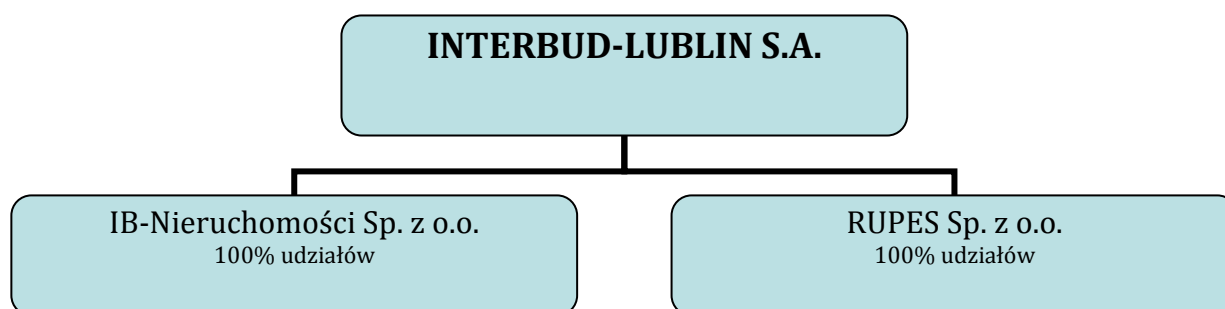 INTERBUD-LUBLIN S.A.
IB-Nieruchomości Sp. z o.o.
100% udziałów
RUPES Sp. z o.o.
100% udziałów